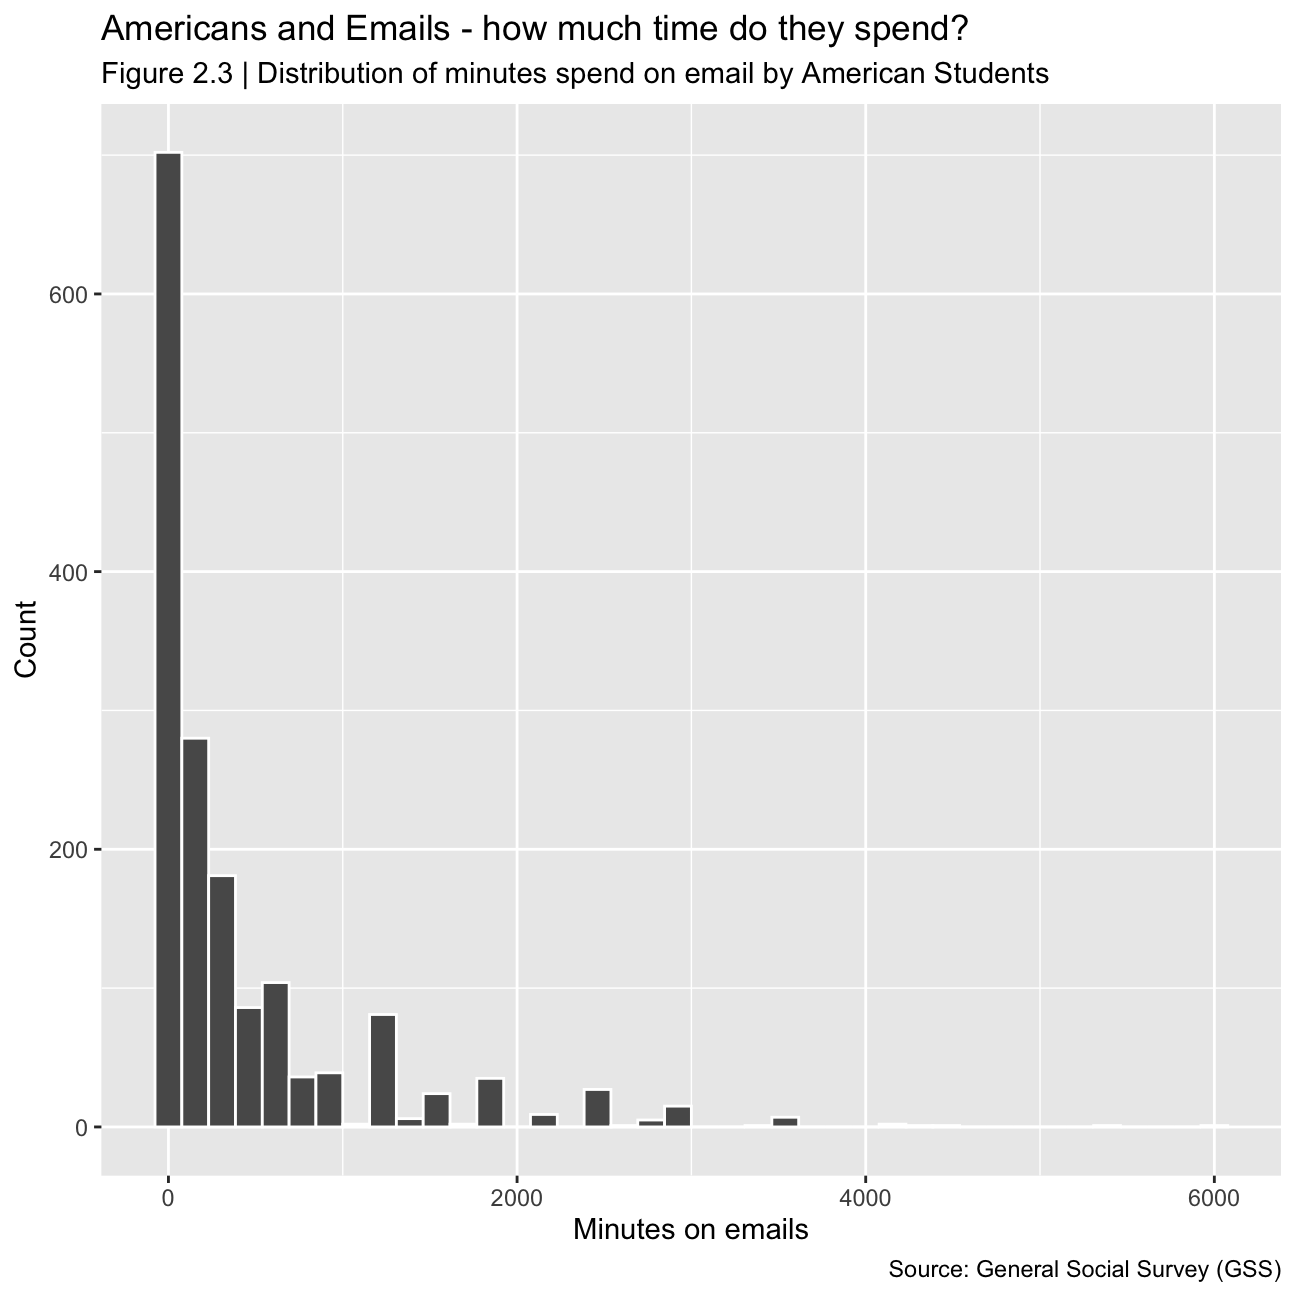 Americans and Emails - how much time do they spend?
Figure 2.3 | Distribution of minutes spend on email by American Students
600
400
200
0
Count
0 2000 4000 6000
Minutes on emails
Source: General Social Survey (GSS)